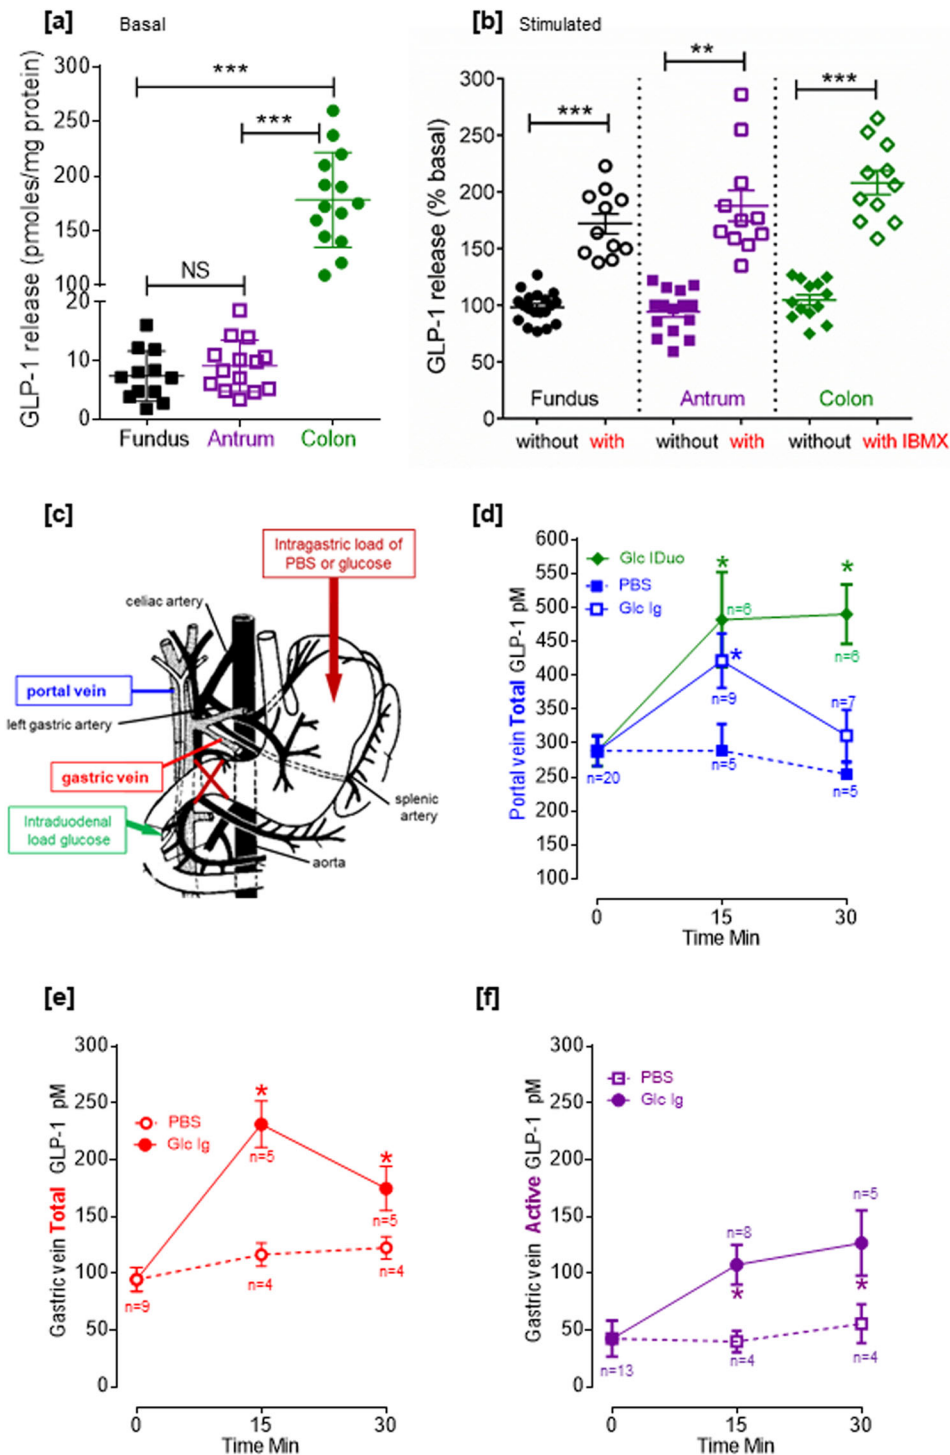 [a] Basal
GLP-1 release (pmoles/mg protein)
300
250
200
150
100
20
10
0
***
***
NS
Fundus Antrum Colon
[b] Stimulated
GLP-1 release (% basal)
300
250
200
150
100
50
0
***
**
***
Fundus Antrum Colon
without with without with without with IBMX
[c]
Intragastric load of
PBS or glucose
celiac artery
portal vein
left gastric artery
gastric vein
splenic
artery
Intraduodenal
load glucose
aorta
[d]
Portal vein Total GLP-1 pM
600
550
500
450
400
350
300
250
200
150
100
Glc IDuo
PBS
Glc Ig
*
*
n=6
*
n=6
n=9
n=7
n=20
n=5
n=5
0 15 30
Time Min
[e]
Gastric vein Total GLP-1 pM
300
250
200
150
100
50
0
PBS
Glc Ig
*
n=5
*
n=5
n=9
n=4
n=4
0 15 30
Time Min
[f]
Gastric vein Active GLP-1 pM
300
250
200
150
100
50
0
PBS
Glc Ig
n=5
n=8
*
*
n=13
n=4
n=4
0 15 30
Time Min